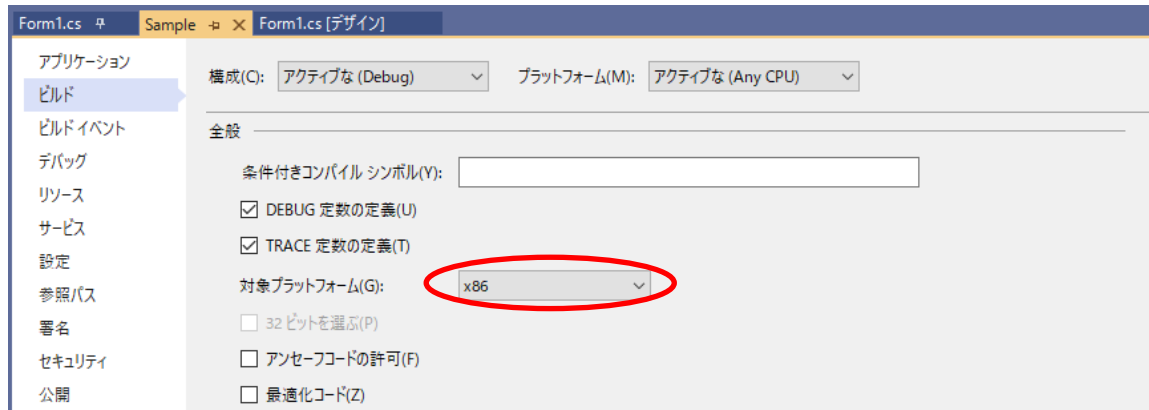 Form1.cs Sample Form1.cs [デザイン]
アプリケーション
ビルド
ビルド イベント
デバッグ
リソース
サービス
設定
参照パス
署名
セキュリティ
公開
構成(C): アクティブな (Debug) プラットフォーム(M): アクティブな (Any CPU)
全般
条件付きコンパイル シンボル(Y):
DEBUG 定数の定義(U)
TRACE 定数の定義(T)
対象プラットフォーム(G): x86
32 ビットを選ぶ(P)
アンセーフコードの許可(F)
最適化コード(Z)